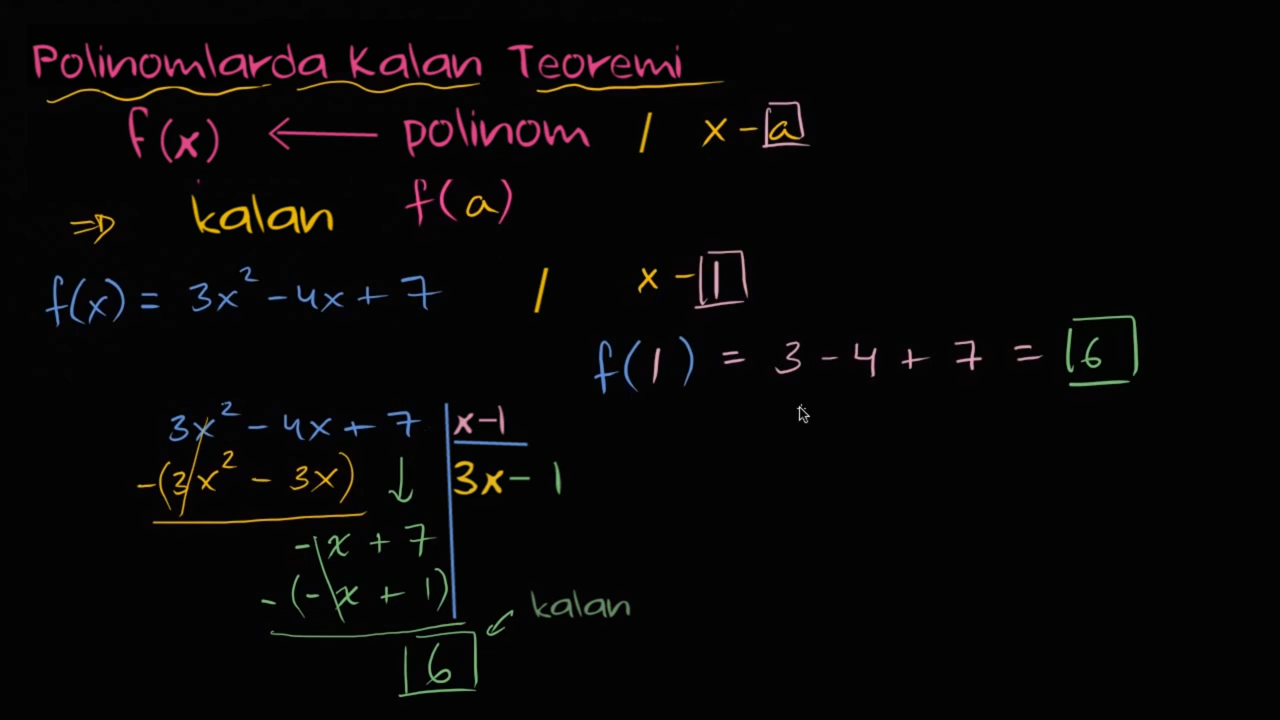 Polinomlarda Kalan Teoremi
f(x) ← polinom / x - a
⇒ kalan f(a)
f(x) = 3x² - 4x + 7 / x - 1
f(1) = 3 - 4 + 7 = 6
3x² - 4x + 7 | x - 1
-(3x² - 3x) ↓ 3x - 1
-x + 7
-(-x + 1)
kalan
6